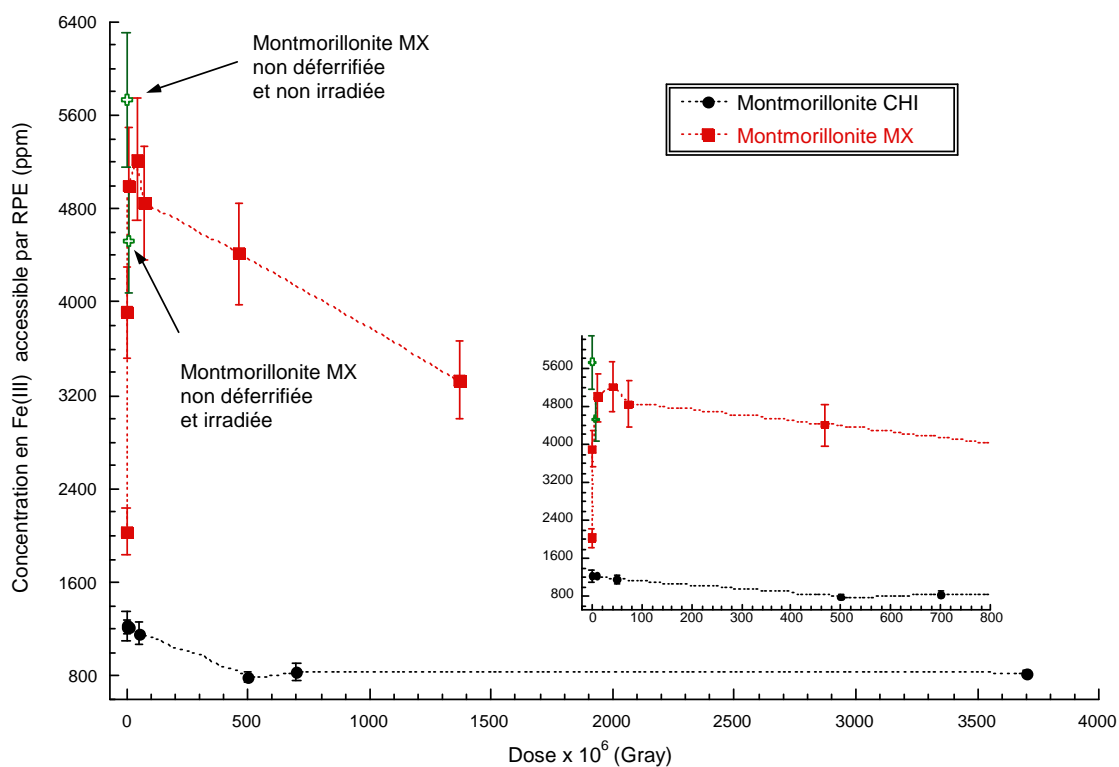 6400
5600
4800
4000
3200
2400
1600
800
Concentration en Fe(III) accessible par RPE (ppm)
Montmorillonite MX
non déferrifiée
et non irradiée
Montmorillonite MX
non déferrifiée
et irradiée
Montmorillonite CHI
Montmorillonite MX
5600
4800
4000
3200
2400
1600
800
0 100 200 300 400 500 600 700 800
0 500 1000 1500 2000 2500 3000 3500 4000
Dose x 10⁶ (Gray)